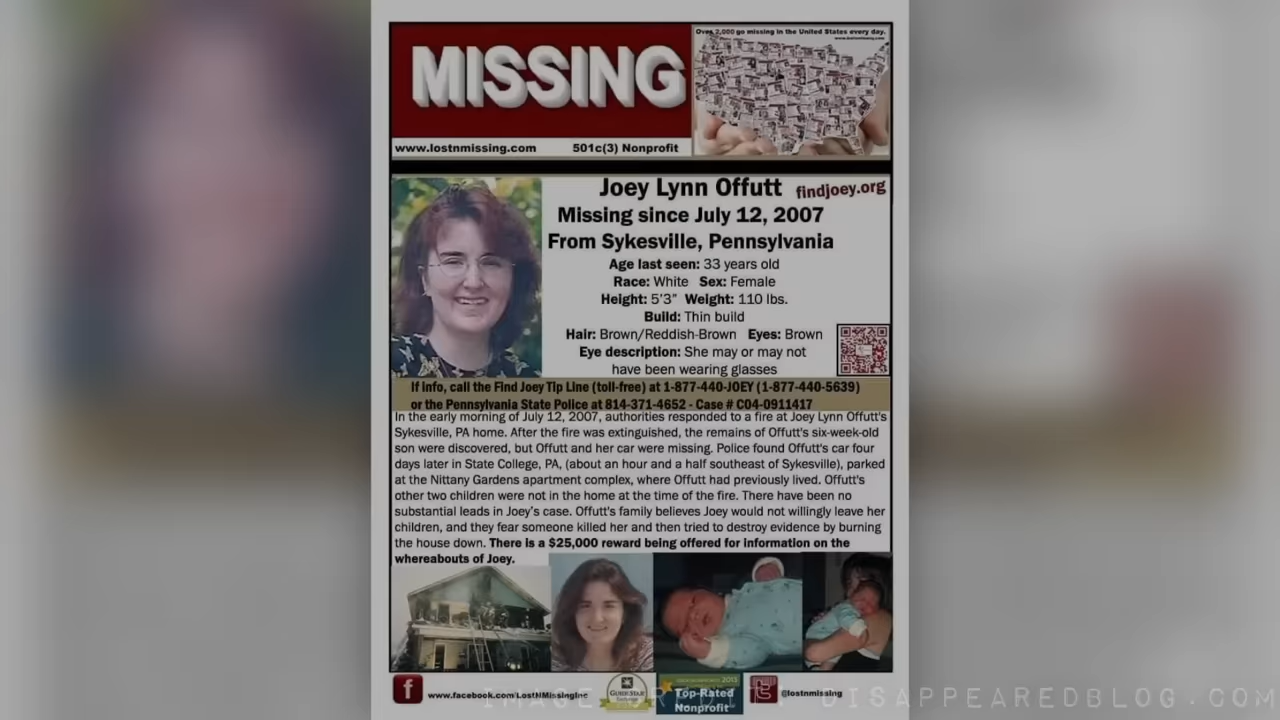 Over 2,000 go missing in the United States every day.
www.lostnmissing.com
MISSING
www.lostnmissing.com 501c(3) Nonprofit
Joey Lynn Offutt findjoey.org
Missing since July 12, 2007
From Sykesville, Pennsylvania
Age last seen: 33 years old
Race: White Sex: Female
Height: 5'3” Weight: 110 lbs.
Build: Thin build
Hair: Brown/Reddish-Brown Eyes: Brown
Eye description: She may or may not
have been wearing glasses
If info, call the Find Joey Tip Line (toll-free) at 1-877-440-JOEY (1-877-440-5639)
or the Pennsylvania State Police at 814-371-4652 - Case # C04-0911417
In the early morning of July 12, 2007, authorities responded to a fire at Joey Lynn Offutt's
Sykesville, PA home. After the fire was extinguished, the remains of Offutt's six-week-old
son were discovered, but Offutt and her car were missing. Police found Offutt's car four
days later in State College, PA, (about an hour and a half southeast of Sykesville), parked
at the Nittany Gardens apartment complex, where Offutt had previously lived. Offutt's
other two children were not in the home at the time of the fire. There have been no
substantial leads in Joey's case. Offutt's family believes Joey would not willingly leave her
children, and they fear someone killed her and then tried to destroy evidence by burning
the house down. There is a $25,000 reward being offered for information on the
whereabouts of Joey.
www.facebook.com/LostNMissingInc
GUIDESTAR
2013
Top-Rated
Nonprofit
@lostnmissing
IMAGE CREDIT: DISAPPEAREDBLOG.COM